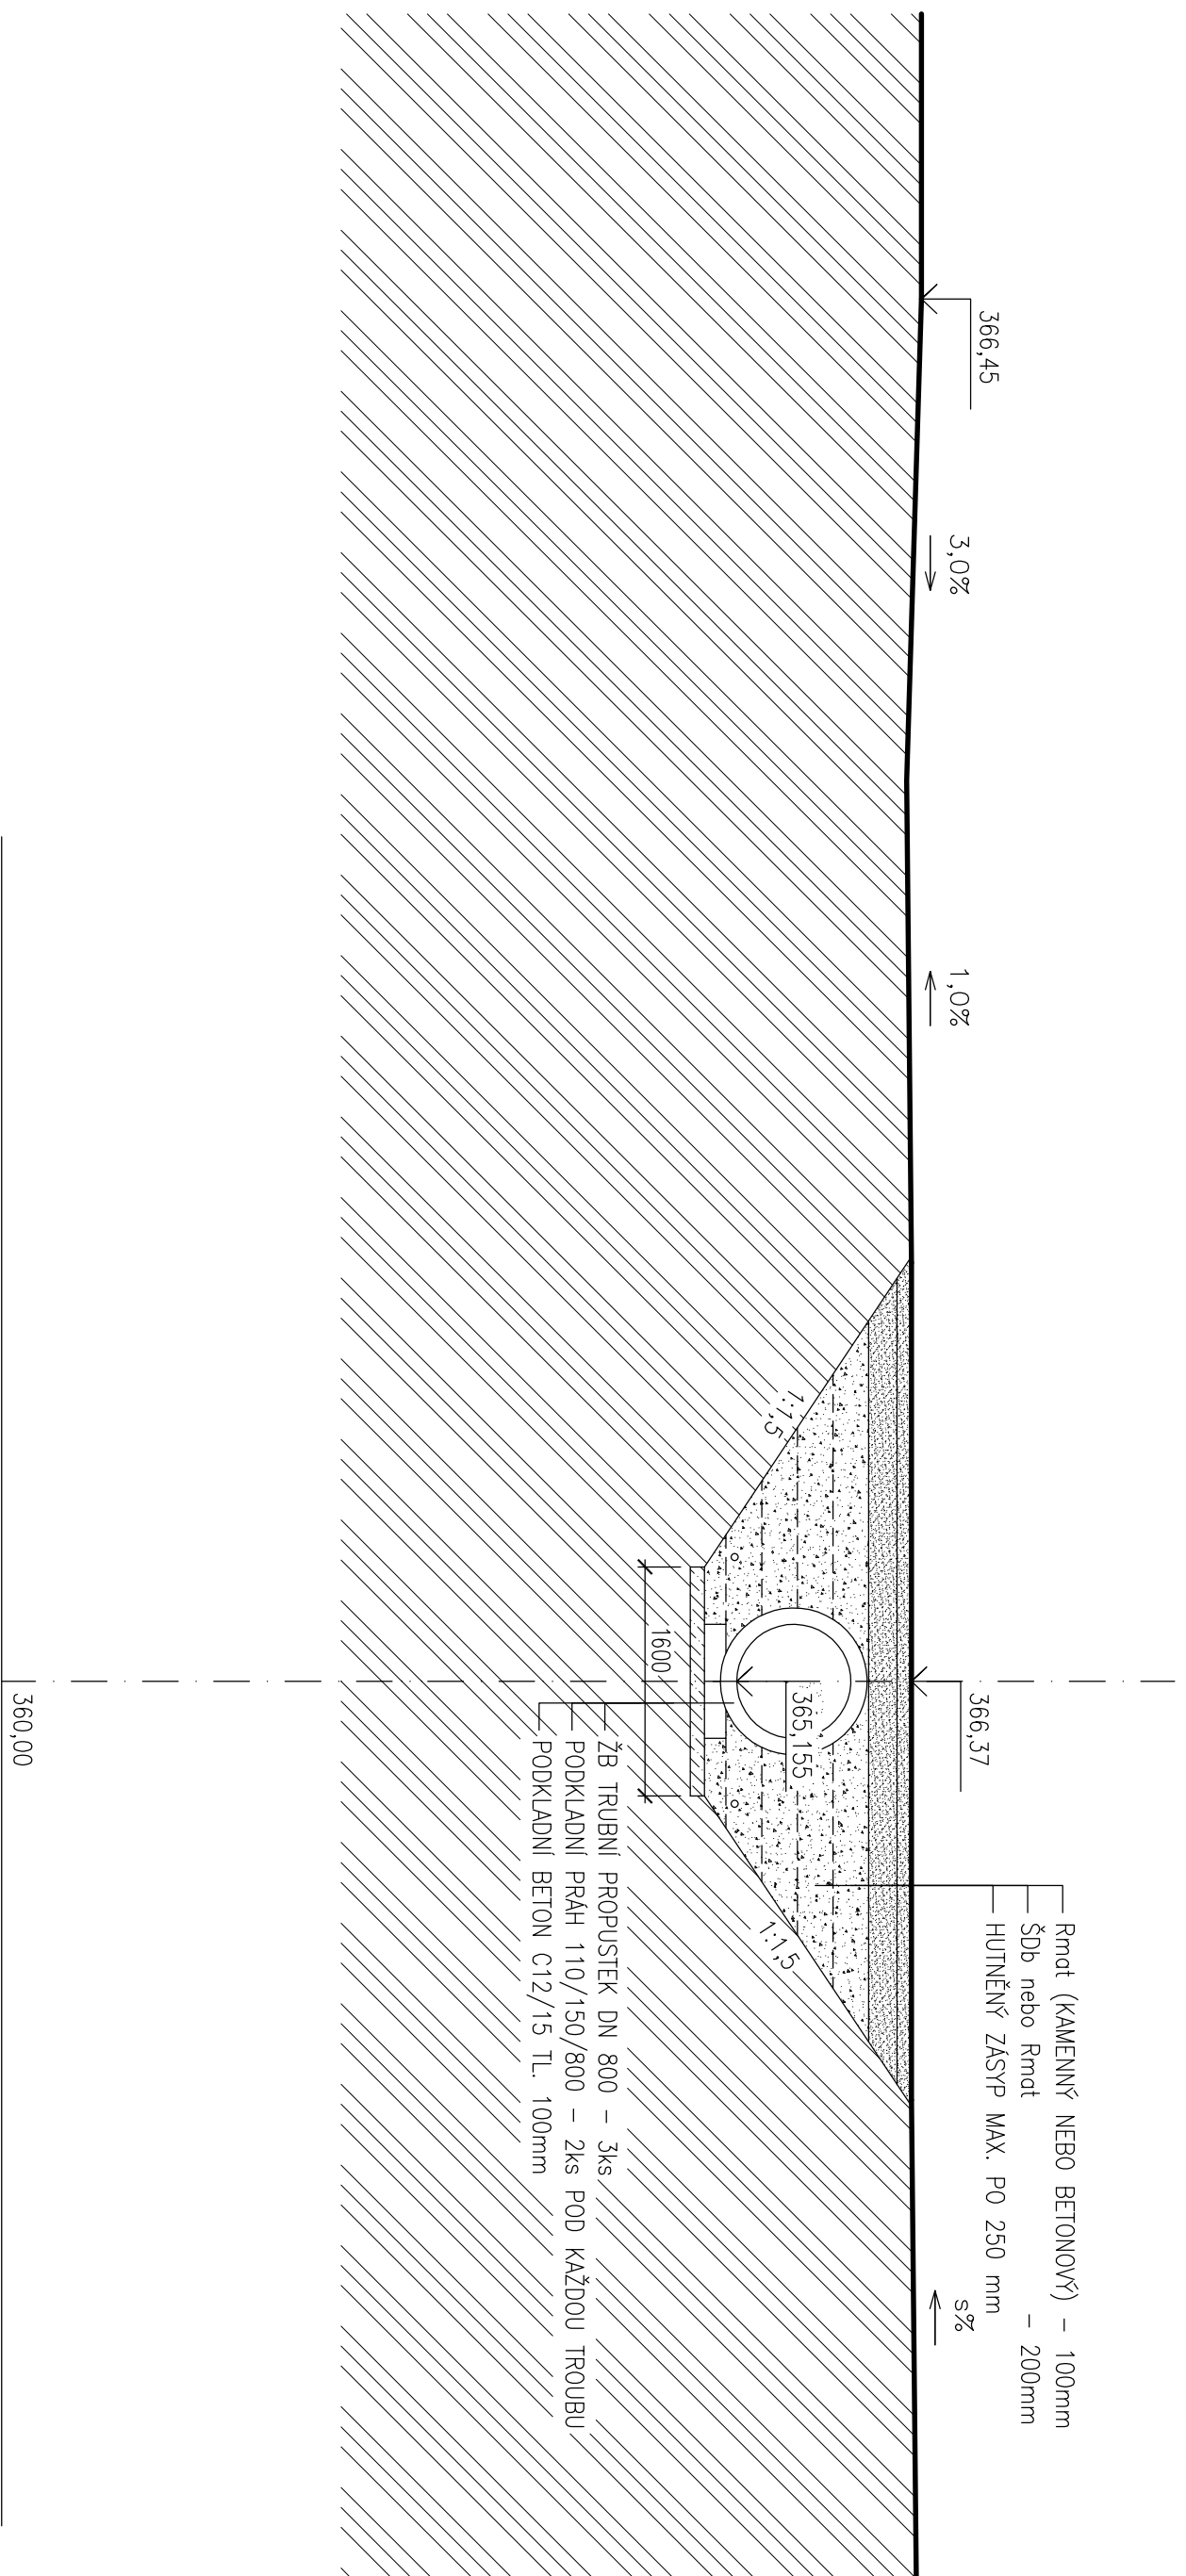 Rmat (KAMENNÝ NEBO BETONOVÝ) - 100mm
ŠDb nebo Rmat - 200mm
HUTNĚNÝ ZÁSYP MAX. PO 250 mm
366,45
3,0%
1,0%
366,37
s%
1:1,5
365,155
1:1,5
1600
ŽB TRUBNÍ PROPUSTEK DN 800 - 3ks
PODKLADNÍ PRÁH 110/150/800 - 2ks POD KAŽDOU TROUBU
PODKLADNÍ BETON C12/15 TL. 100mm
360,00